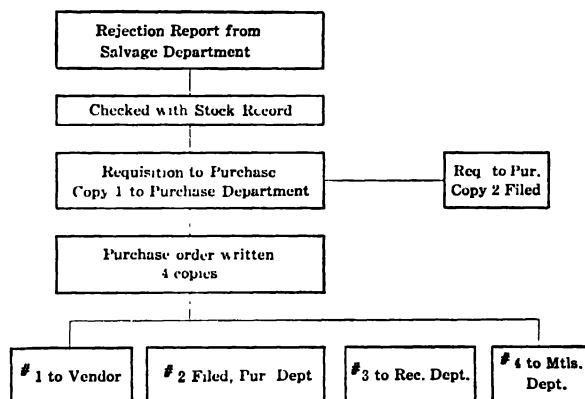 Rejection Report from
Salvage Department
Checked with Stock Record
Requisition to Purchase
Copy 1 to Purchase Department
Req to Pur.
Copy 2 Filed
Purchase order written
4 copies
# 1 to Vendor
# 2 Filed, Pur Dept
# 3 to Rec. Dept.
# 4 to Mtls.
Dept.